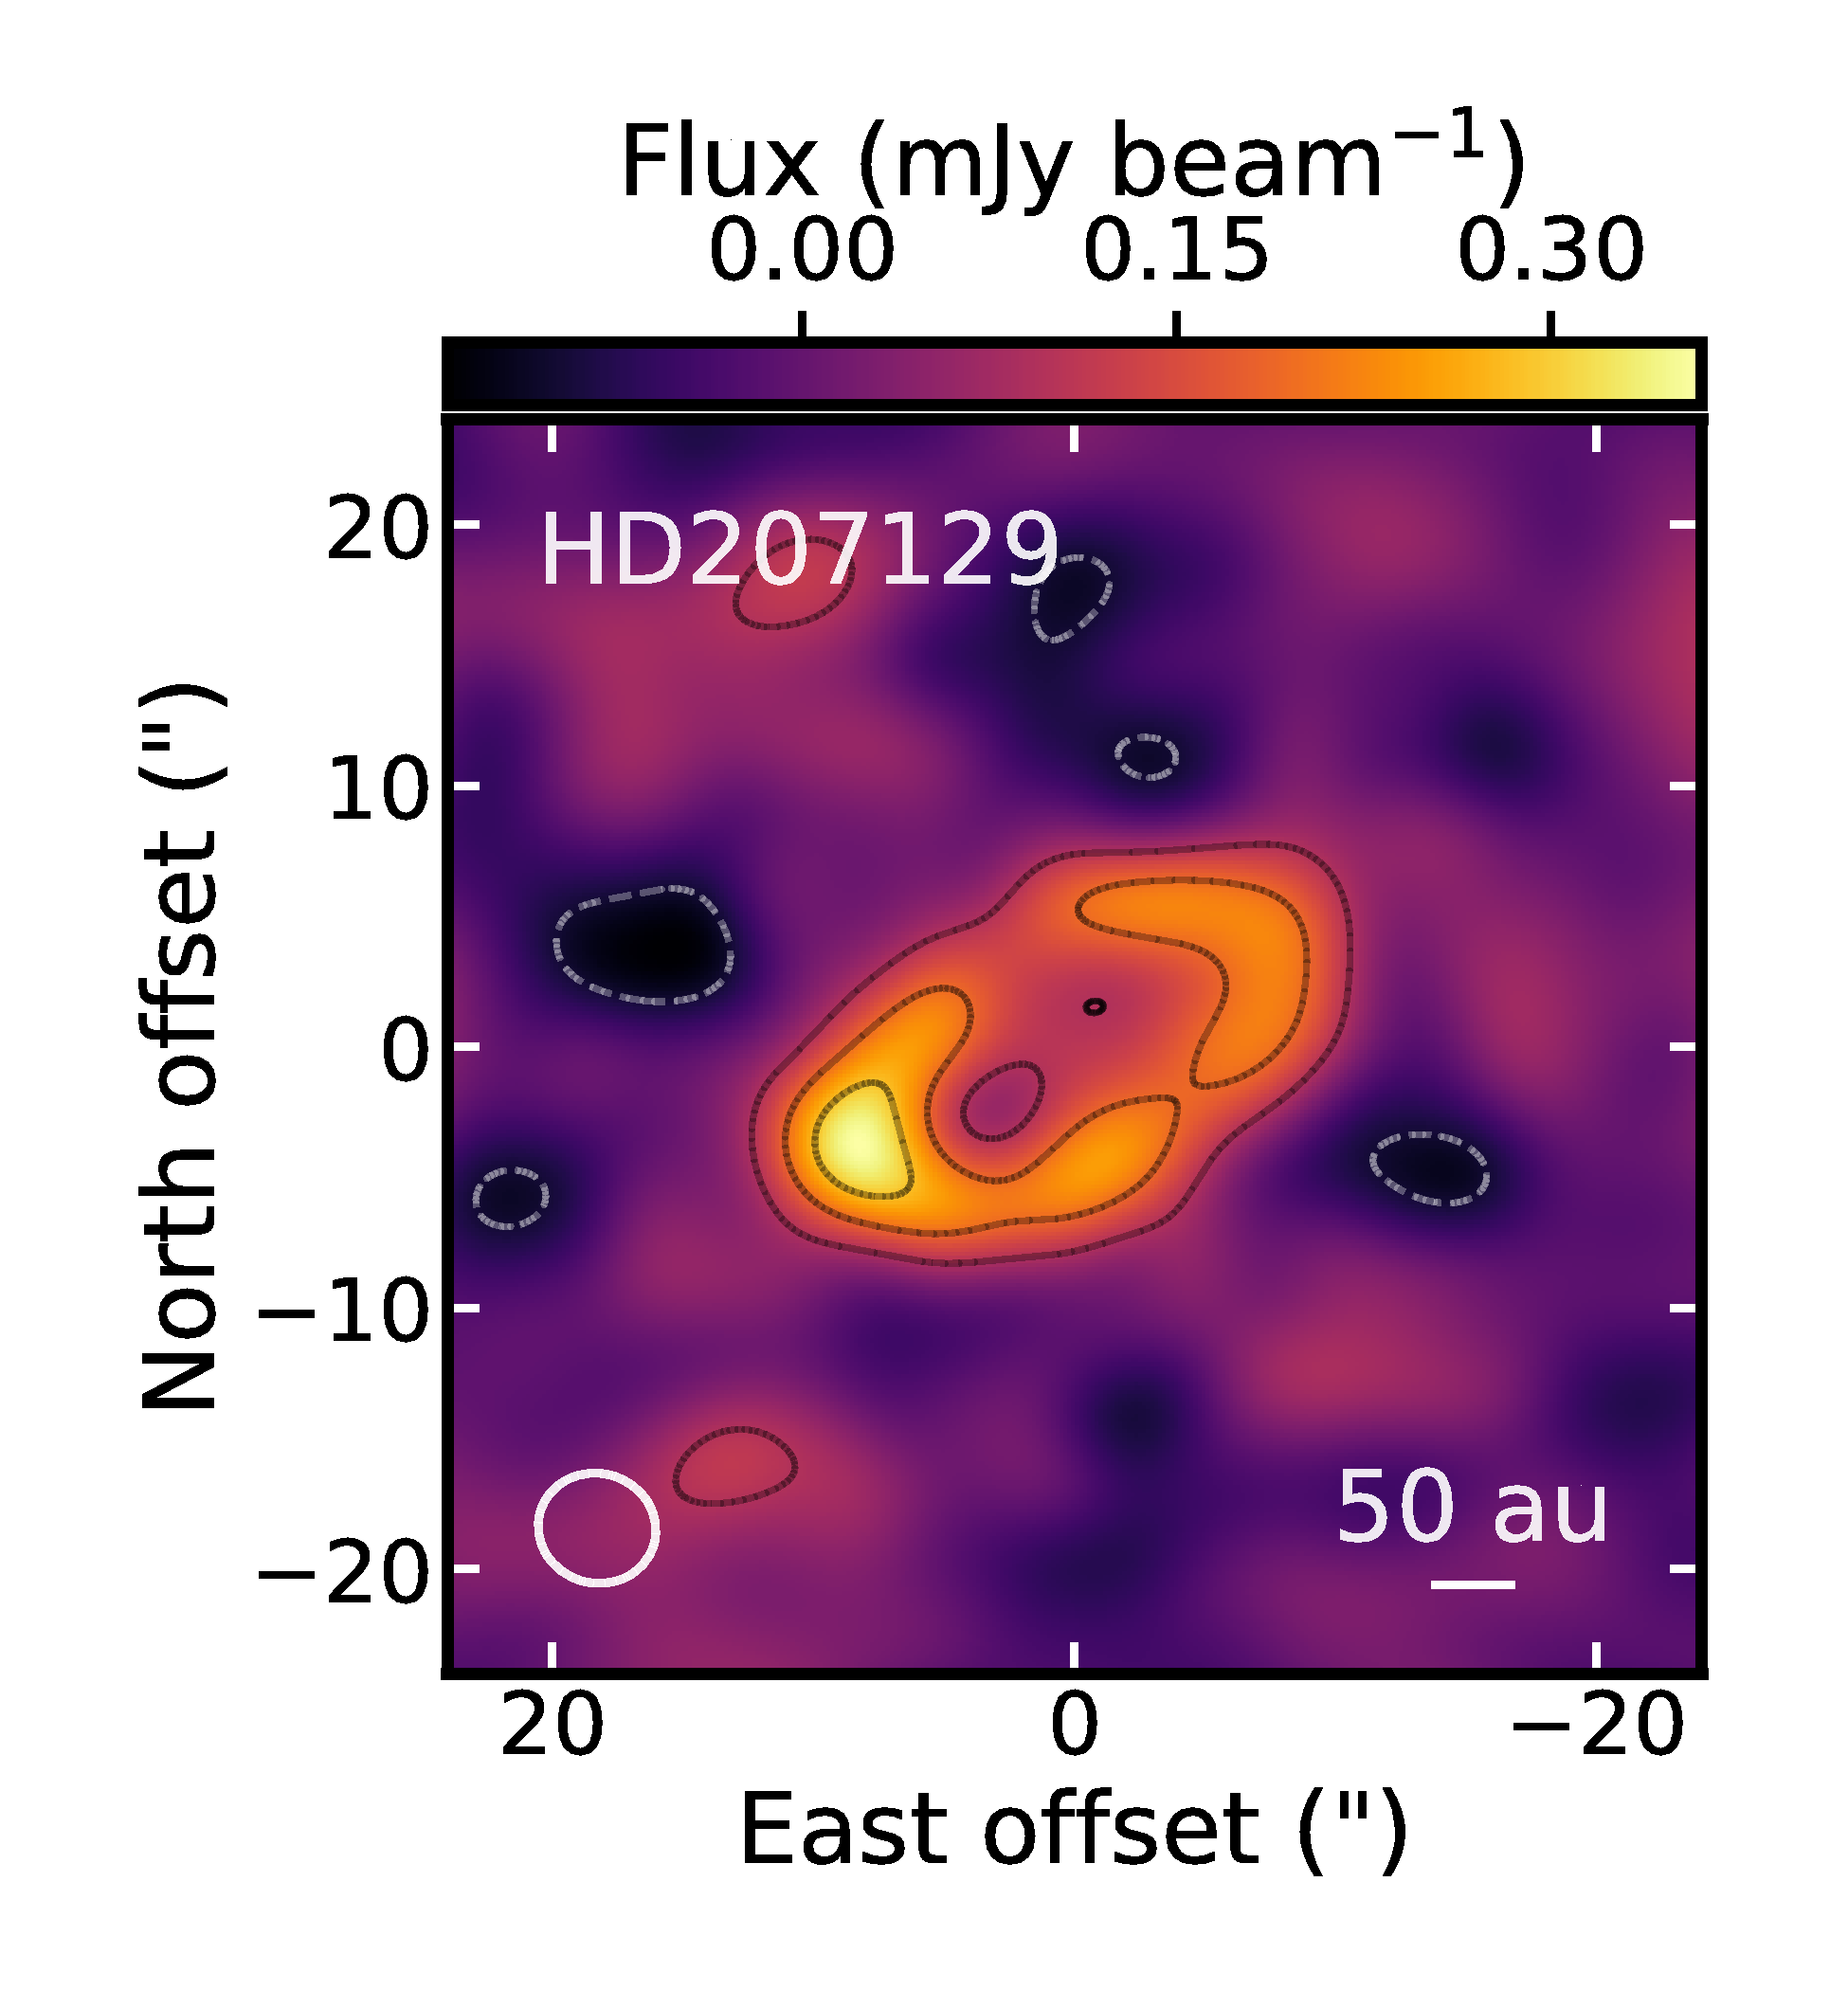 Flux (mJy beam⁻¹)
0.00 0.15 0.30
HD207129
20
10
0
−10
−20
North offset (")
50 au
20 0 −20
East offset (")